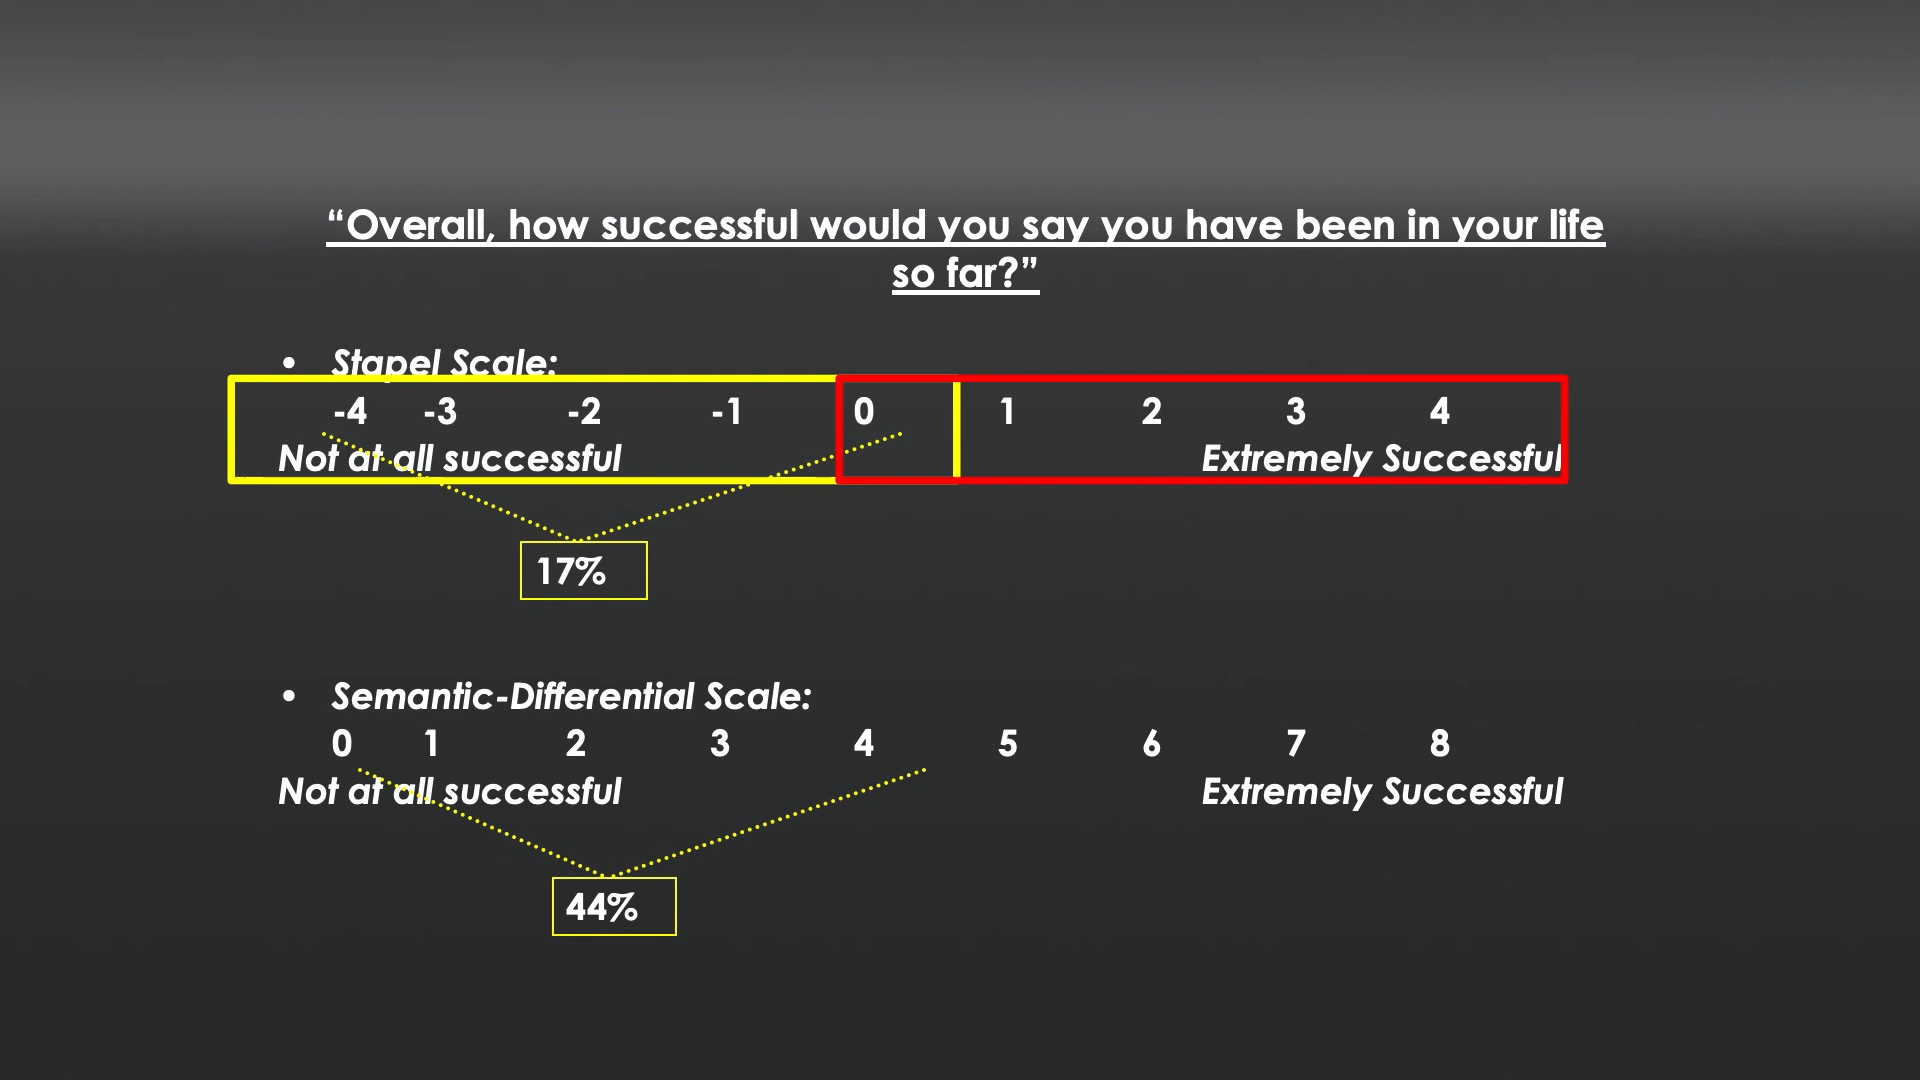 “Overall, how successful would you say you have been in your life
so far?”
• Stapel Scale:
-4 -3 -2 -1 0 1 2 3 4
Not at all successful Extremely Successful
17%
• Semantic-Differential Scale:
0 1 2 3 4 5 6 7 8
Not at all successful Extremely Successful
44%